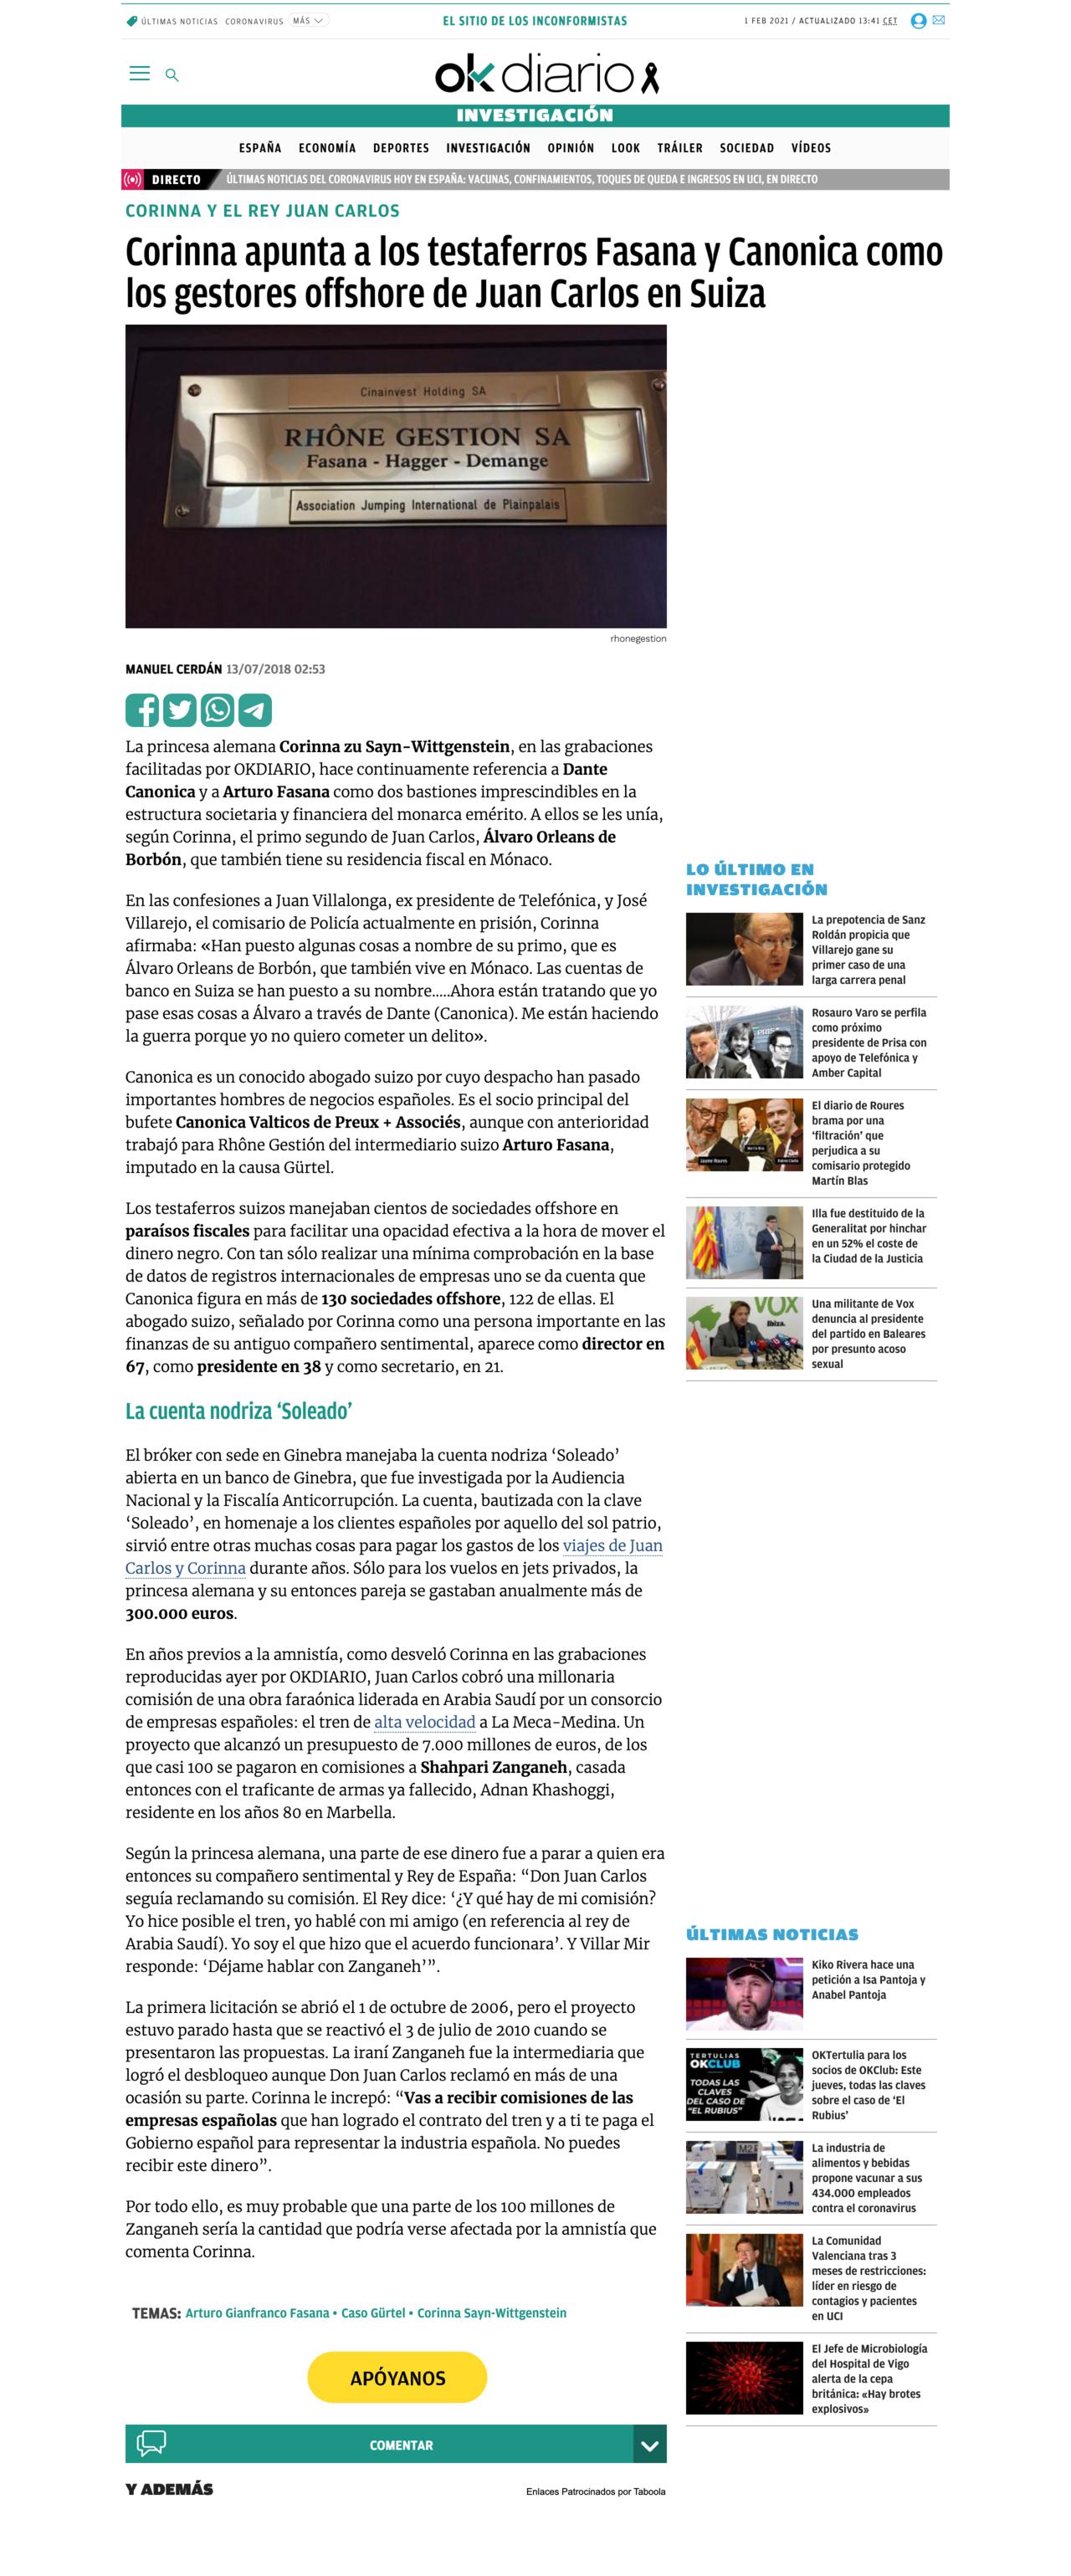 ÚLTIMAS NOTICIAS CORONAVIRUS MÁS
EL SITIO DE LOS INCONFORMISTAS
1 FEB 2021 / ACTUALIZADO 13:41 CET
okdiario
INVESTIGACIÓN
ESPAÑA ECONOMÍA DEPORTES INVESTIGACIÓN OPINIÓN LOOK TRÁILER SOCIEDAD VÍDEOS
DIRECTO ÚLTIMAS NOTICIAS DEL CORONAVIRUS HOY EN ESPAÑA: VACUNAS, CONFINAMIENTOS, TOQUES DE QUEDA E INGRESOS EN UCI, EN DIRECTO
CORINNA Y EL REY JUAN CARLOS
Corinna apunta a los testaferros Fasana y Canonica como
los gestores offshore de Juan Carlos en Suiza
Cinainvest Holding SA
RHÔNE GESTION SA
Fasana - Hagger - Demange
Association Jumping International de Plainpalais
rhonegestion
MANUEL CERDÁN 13/07/2018 02:53
La princesa alemana Corinna zu Sayn-Wittgenstein, en las grabaciones
facilitadas por OKDIARIO, hace continuamente referencia a Dante
Canonica y a Arturo Fasana como dos bastiones imprescindibles en la
estructura societaria y financiera del monarca emérito. A ellos se les unía,
según Corinna, el primo segundo de Juan Carlos, Álvaro Orleans de
Borbón, que también tiene su residencia fiscal en Mónaco.
En las confesiones a Juan Villalonga, ex presidente de Telefónica, y José
Villarejo, el comisario de Policía actualmente en prisión, Corinna
afirmaba: «Han puesto algunas cosas a nombre de su primo, que es
Álvaro Orleans de Borbón, que también vive en Mónaco. Las cuentas de
banco en Suiza se han puesto a su nombre.....Ahora están tratando que yo
pase esas cosas a Álvaro a través de Dante (Canonica). Me están haciendo
la guerra porque yo no quiero cometer un delito».
Canonica es un conocido abogado suizo por cuyo despacho han pasado
importantes hombres de negocios españoles. Es el socio principal del
bufete Canonica Valticos de Preux + Associés, aunque con anterioridad
trabajó para Rhône Gestión del intermediario suizo Arturo Fasana,
imputado en la causa Gürtel.
Los testaferros suizos manejaban cientos de sociedades offshore en
paraísos fiscales para facilitar una opacidad efectiva a la hora de mover el
dinero negro. Con tan sólo realizar una mínima comprobación en la base
de datos de registros internacionales de empresas uno se da cuenta que
Canonica figura en más de 130 sociedades offshore, 122 de ellas. El
abogado suizo, señalado por Corinna como una persona importante en las
finanzas de su antiguo compañero sentimental, aparece como director en
67, como presidente en 38 y como secretario, en 21.
La cuenta nodriza ‘Soleado’
El bróker con sede en Ginebra manejaba la cuenta nodriza ‘Soleado’
abierta en un banco de Ginebra, que fue investigada por la Audiencia
Nacional y la Fiscalía Anticorrupción. La cuenta, bautizada con la clave
‘Soleado’, en homenaje a los clientes españoles por aquello del sol patrio,
sirvió entre otras muchas cosas para pagar los gastos de los viajes de Juan
Carlos y Corinna durante años. Sólo para los vuelos en jets privados, la
princesa alemana y su entonces pareja se gastaban anualmente más de
300.000 euros.
En años previos a la amnistía, como desveló Corinna en las grabaciones
reproducidas ayer por OKDIARIO, Juan Carlos cobró una millonaria
comisión de una obra faraónica liderada en Arabia Saudí por un consorcio
de empresas españoles: el tren de alta velocidad a La Meca-Medina. Un
proyecto que alcanzó un presupuesto de 7.000 millones de euros, de los
que casi 100 se pagaron en comisiones a Shahpari Zanganeh, casada
entonces con el traficante de armas ya fallecido, Adnan Khashoggi,
residente en los años 80 en Marbella.
Según la princesa alemana, una parte de ese dinero fue a parar a quien era
entonces su compañero sentimental y Rey de España: “Don Juan Carlos
seguía reclamando su comisión. El Rey dice: ‘¿Y qué hay de mi comisión?
Yo hice posible el tren, yo hablé con mi amigo (en referencia al rey de
Arabia Saudí). Yo soy el que hizo que el acuerdo funcionara’. Y Villar Mir
responde: ‘Déjame hablar con Zanganeh’”.
La primera licitación se abrió el 1 de octubre de 2006, pero el proyecto
estuvo parado hasta que se reactivó el 3 de julio de 2010 cuando se
presentaron las propuestas. La iraní Zanganeh fue la intermediaria que
logró el desbloqueo aunque Don Juan Carlos reclamó en más de una
ocasión su parte. Corinna le increpó: “Vas a recibir comisiones de las
empresas españolas que han logrado el contrato del tren y a ti te paga el
Gobierno español para representar la industria española. No puedes
recibir este dinero”.
Por todo ello, es muy probable que una parte de los 100 millones de
Zanganeh sería la cantidad que podría verse afectada por la amnistía que
comenta Corinna.
TEMAS: Arturo Gianfranco Fasana • Caso Gürtel • Corinna Sayn-Wittgenstein
APÓYANOS
COMENTAR
Y ADEMÁS
Enlaces Patrocinados por Taboola
LO ÚLTIMO EN
INVESTIGACIÓN
La prepotencia de Sanz
Roldán propicia que
Villarejo gane su
primer caso de una
larga carrera penal
Rosauro Varo se perfila
como próximo
presidente de Prisa con
apoyo de Telefónica y
Amber Capital
El diario de Roures
brama por una
‘filtración’ que
perjudica a su
comisario protegido
Martín Blas
Illa fue destituido de la
Generalitat por hinchar
en un 52% el coste de
la Ciudad de la Justicia
VOX
Ibiza.
Una militante de Vox
denuncia al presidente
del partido en Baleares
por presunto acoso
sexual
ÚLTIMAS NOTICIAS
Kiko Rivera hace una
petición a Isa Pantoja y
Anabel Pantoja
TERTULIAS
OKCLUB
TODAS LAS
CLAVES
DEL CASO DE
"EL RUBIUS"
OKTertulia para los
socios de OKClub: Este
jueves, todas las claves
sobre el caso de ‘El
Rubius’
La industria de
alimentos y bebidas
propone vacunar a sus
434.000 empleados
contra el coronavirus
La Comunidad
Valenciana tras 3
meses de restricciones:
líder en riesgo de
contagios y pacientes
en UCI
El Jefe de Microbiología
del Hospital de Vigo
alerta de la cepa
británica: «Hay brotes
explosivos»